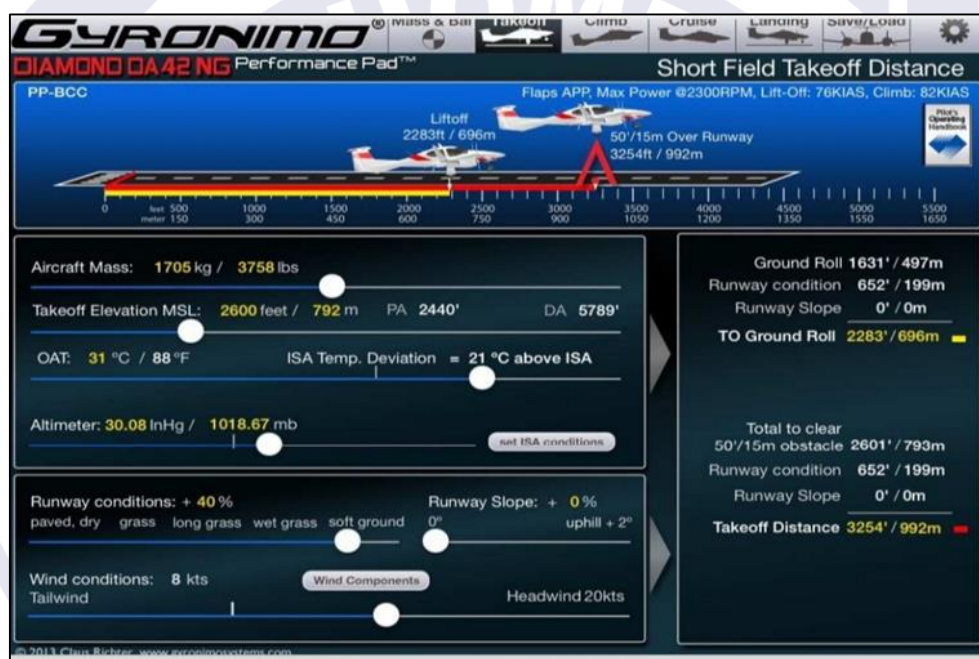 GYRONIMO ® Mass & Bal Takeoff Climb Cruise Landing Save/Load
DIAMOND DA42 NG Performance Pad™ Short Field Takeoff Distance
PP-BCC Flaps APP, Max Power @2300RPM, Lift-Off: 76KIAS, Climb: 82KIAS
Pilot's
Operating
Handbook
Liftoff
2283ft / 696m
50'/15m Over Runway
3254ft / 992m
0 feet 500 1000 1500 2000 2500 3000 3500 4000 4500 5000 5500
meter 150 300 450 600 750 900 1050 1200 1350 1550 1650
Aircraft Mass: 1705 kg / 3758 lbs
Takeoff Elevation MSL: 2600 feet / 792 m PA 2440' DA 5789'
OAT: 31 °C / 88 °F ISA Temp. Deviation = 21 °C above ISA
Altimeter: 30.08 InHg / 1018.67 mb
set ISA conditions
Runway conditions: + 40 % Runway Slope: + 0 %
paved, dry grass long grass wet grass soft ground 0° uphill + 2°
Wind conditions: 8 kts Wind Components
Tailwind Headwind 20kts
Ground Roll 1631' / 497m
Runway condition 652' / 199m
Runway Slope 0' / 0m
TO Ground Roll 2283' / 696m
Total to clear
50'/15m obstacle 2601' / 793m
Runway condition 652' / 199m
Runway Slope 0' / 0m
Takeoff Distance 3254' / 992m
© 2013 Claus Richter, www.gyronimosystems.com